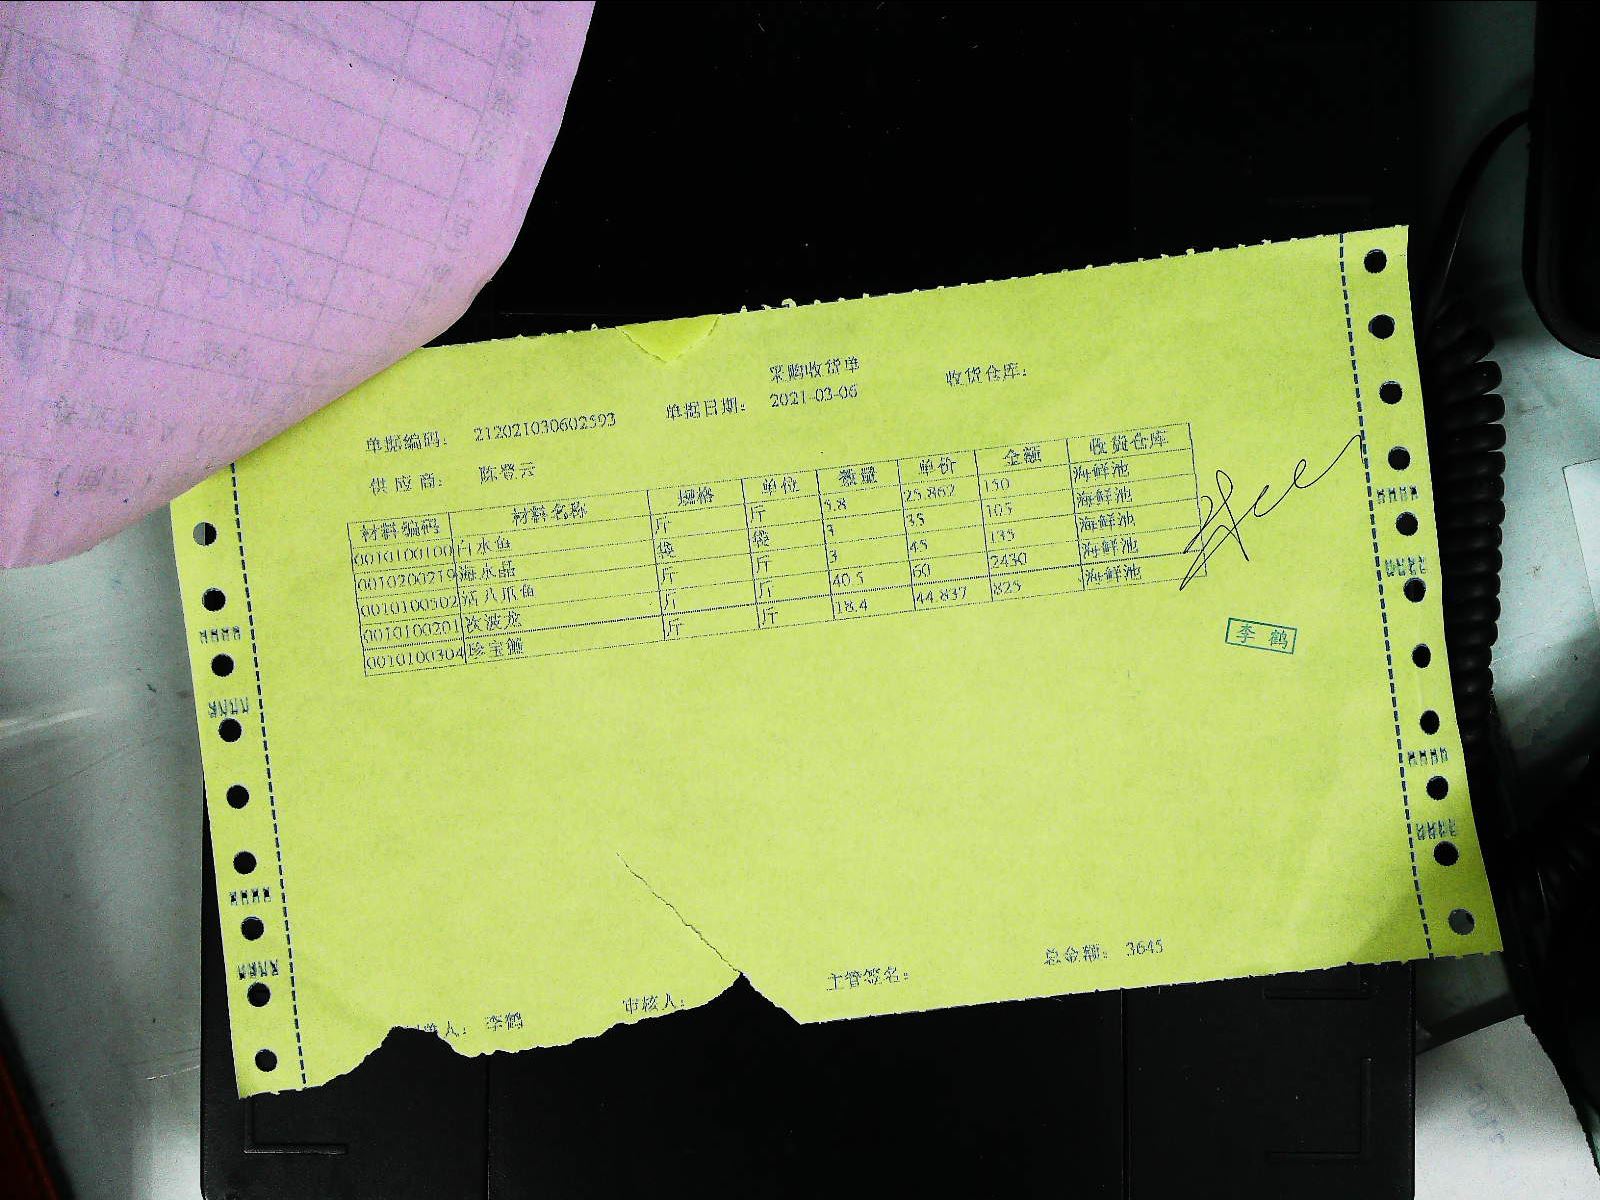 采购收货单
单据编码: 212021030602593 单据日期: 2021-03-06 收货仓库:
供应商: 陈登云
材料编码 材料名称 规格 单位 数量 单价 金额 收货仓库
0010100100 白水鱼 斤 斤 5.8 25.862 150 海鲜池
0010200219 海水晶 袋 袋 3 35 105 海鲜池
0010100502 活八爪鱼 斤 斤 3 45 135 海鲜池
0010100201 波龙 斤 斤 40.5 60 2430 海鲜池
0010100304 珍宝蟹 斤 斤 18.4 44.837 825 海鲜池
李鹤
总金额: 3645
主管签名:
审核人:
人: 李鹤